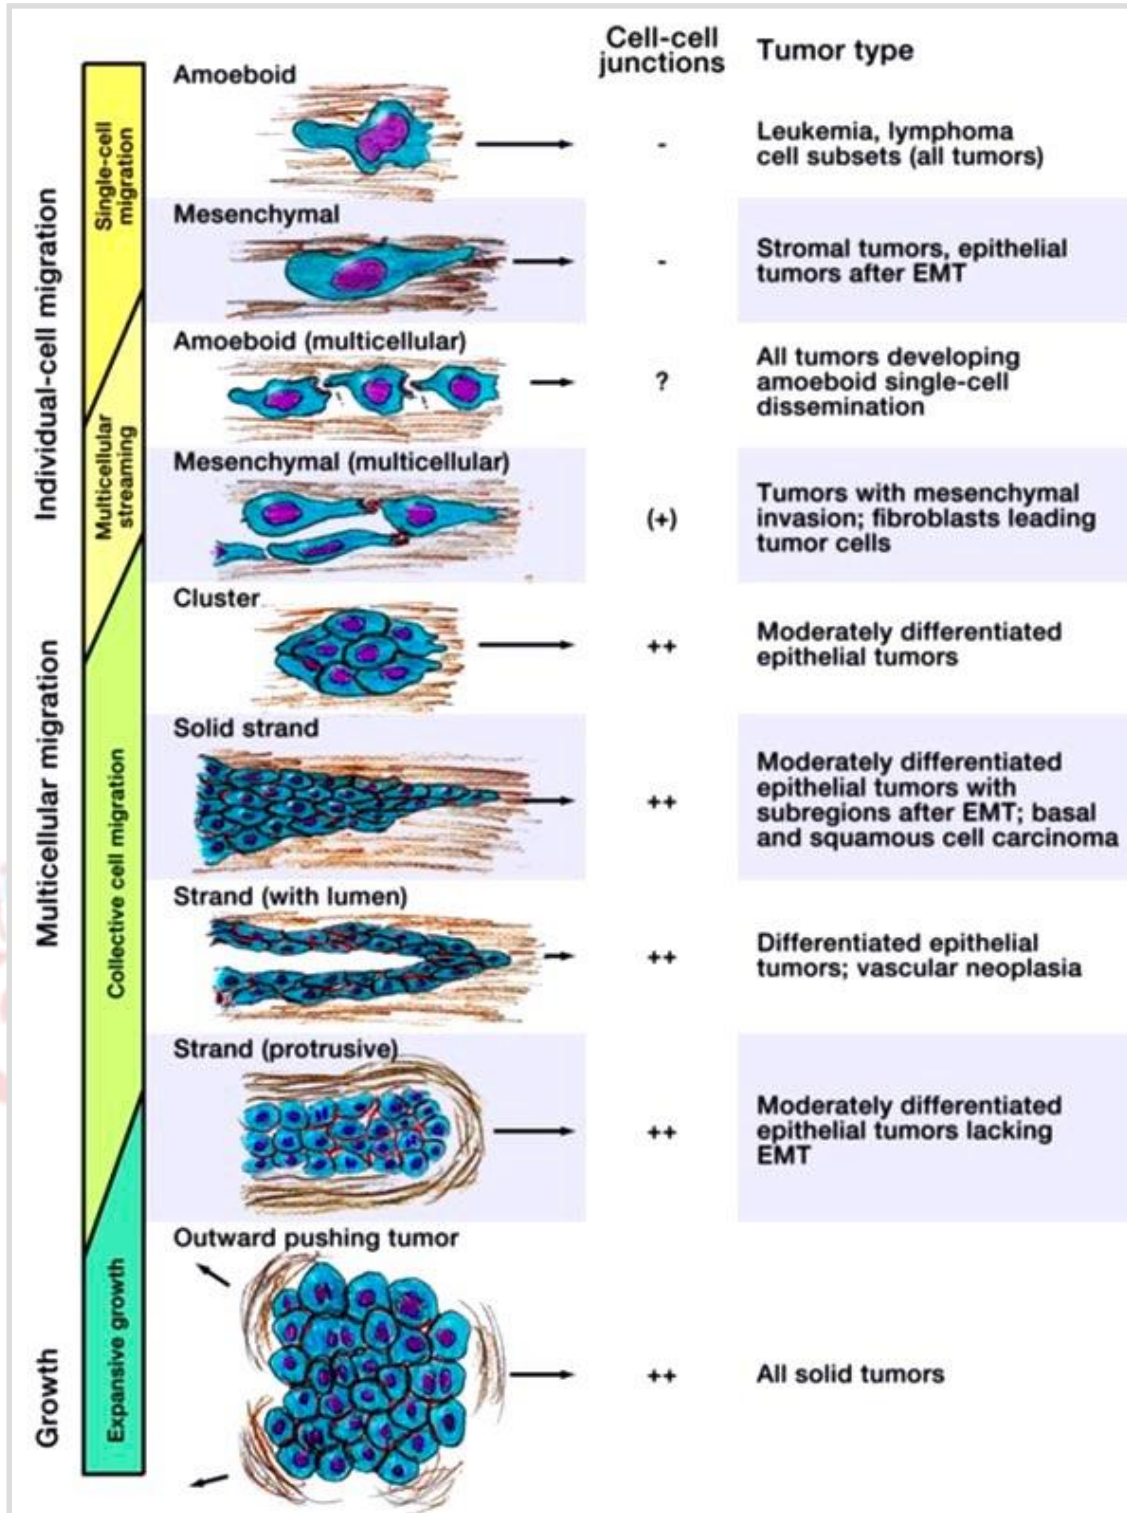 Cell-cell
junctions
Tumor type
Individual-cell migration
Multicellular migration
Growth
Single-cell
migration
Multicellular
streaming
Collective cell migration
Expansive growth
Amoeboid
-
Leukemia, lymphoma
cell subsets (all tumors)
Mesenchymal
-
Stromal tumors, epithelial
tumors after EMT
Amoeboid (multicellular)
?
All tumors developing
amoeboid single-cell
dissemination
Mesenchymal (multicellular)
(+)
Tumors with mesenchymal
invasion; fibroblasts leading
tumor cells
Cluster
++
Moderately differentiated
epithelial tumors
Solid strand
++
Moderately differentiated
epithelial tumors with
subregions after EMT; basal
and squamous cell carcinoma
Strand (with lumen)
++
Differentiated epithelial
tumors; vascular neoplasia
Strand (protrusive)
++
Moderately differentiated
epithelial tumors lacking
EMT
Outward pushing tumor
++
All solid tumors